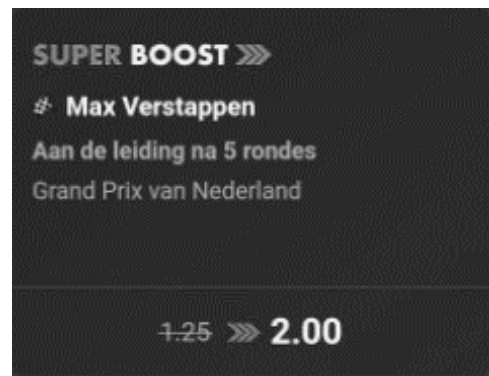 SUPER BOOST
Max Verstappen
Aan de leiding na 5 rondes
Grand Prix van Nederland
1.25 2.00